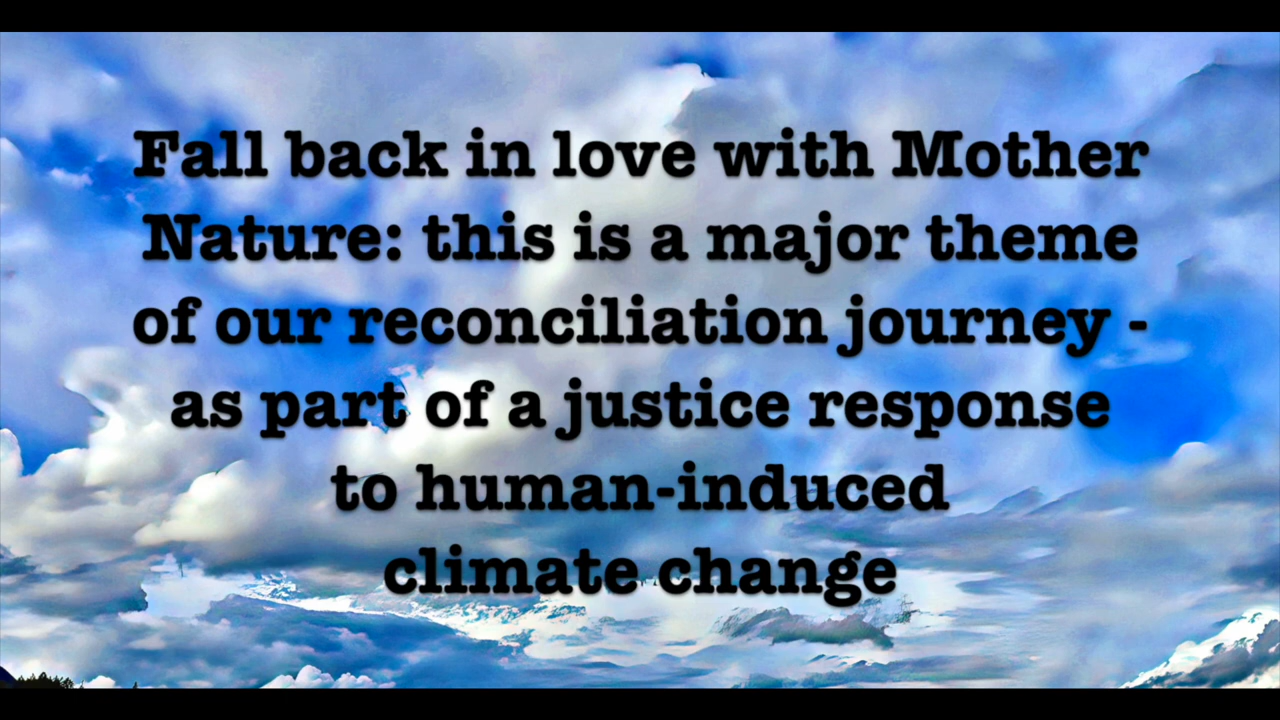 Fall back in love with Mother
Nature: this is a major theme
of our reconciliation journey -
as part of a justice response
to human-induced
climate change